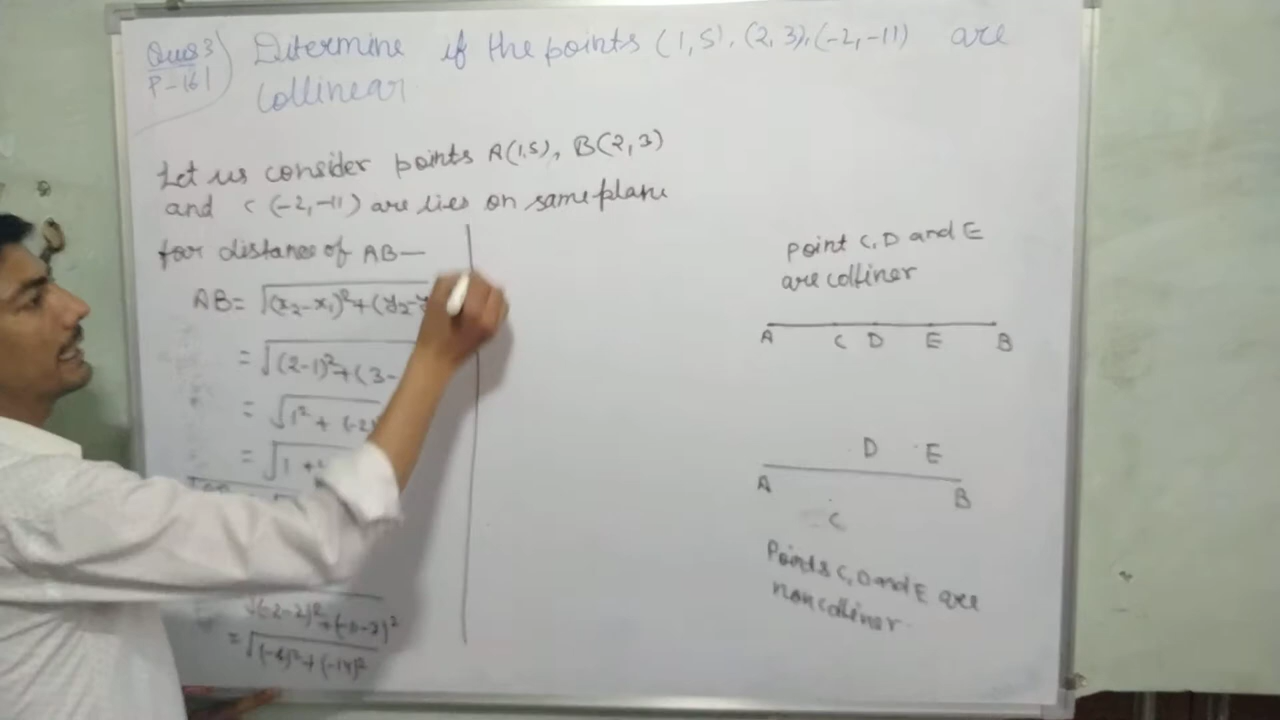 Ques 3)
P-161
Ditermine if the points (1,5), (2,3), (-2,-11) are
Collinear
Let us consider points A(1,5), B(2,3)
and C (-2,-11) are lies on same plane
for distance of AB—
AB= √(x₂-x₁)²+(y₂-y
= √(2-1)²+(3-
= √1² + (-2)
= √1 +
√(-2-2)²+(-11-3)²
= √(-4)²+(-14)²
point C, D and E
are colliner
A C D E B
D E
A B
C
Points C, D and E are
noncolliner.